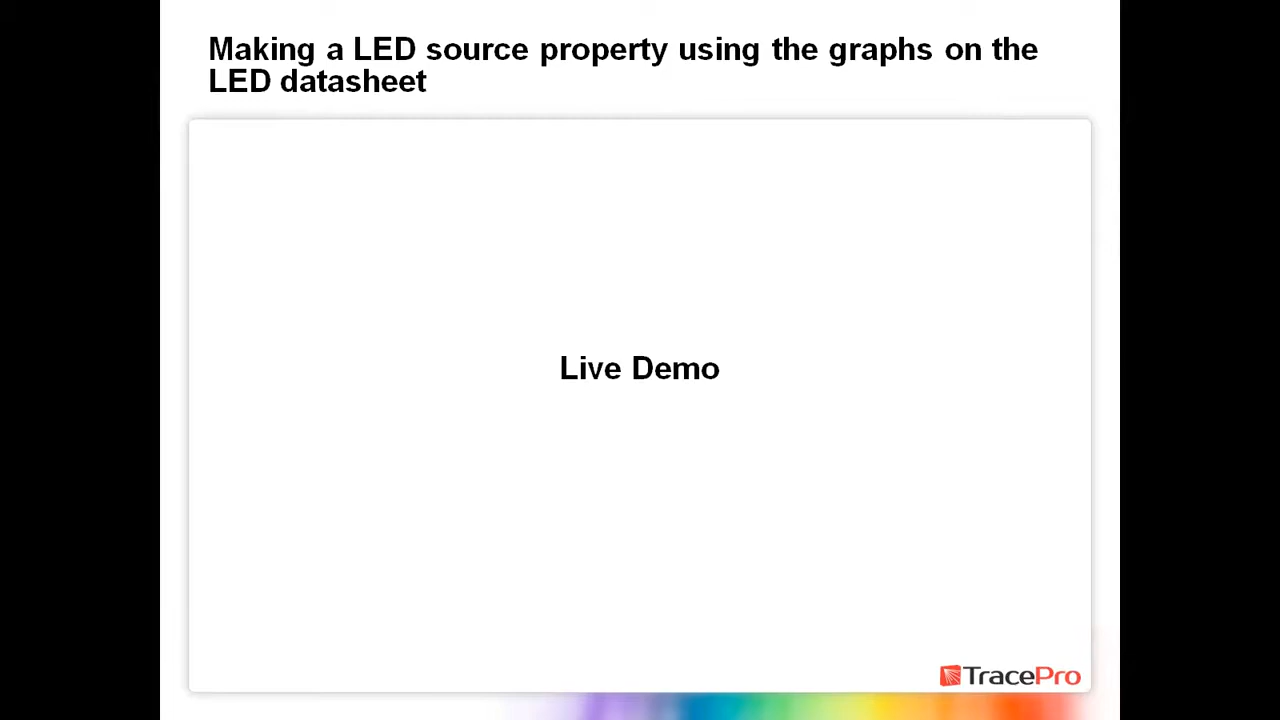 Making a LED source property using the graphs on the
LED datasheet
Live Demo
TracePro